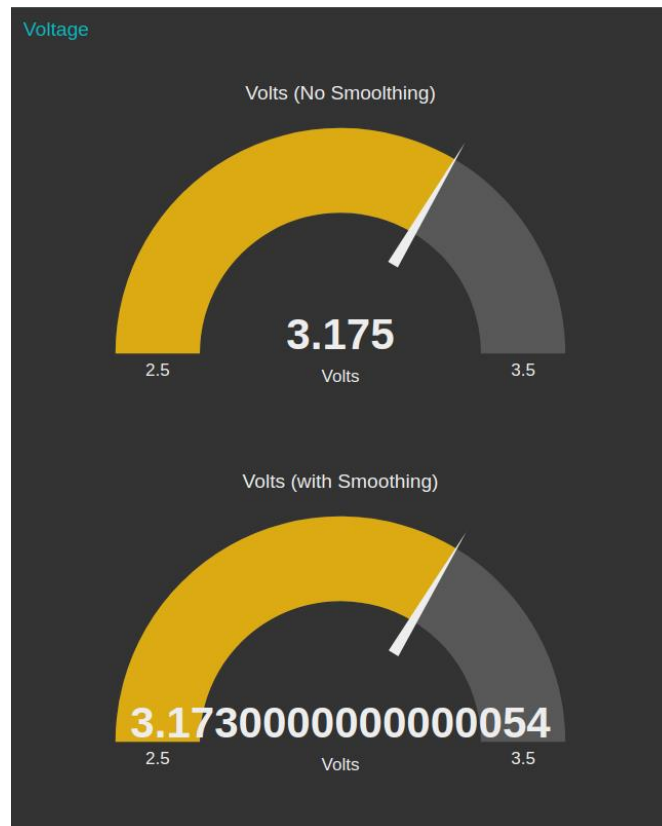 Voltage
Volts (No Smoolthing)
3.175
2.5
3.5
Volts
Volts (with Smoothing)
3.1730000000000054
2.5
3.5
Volts